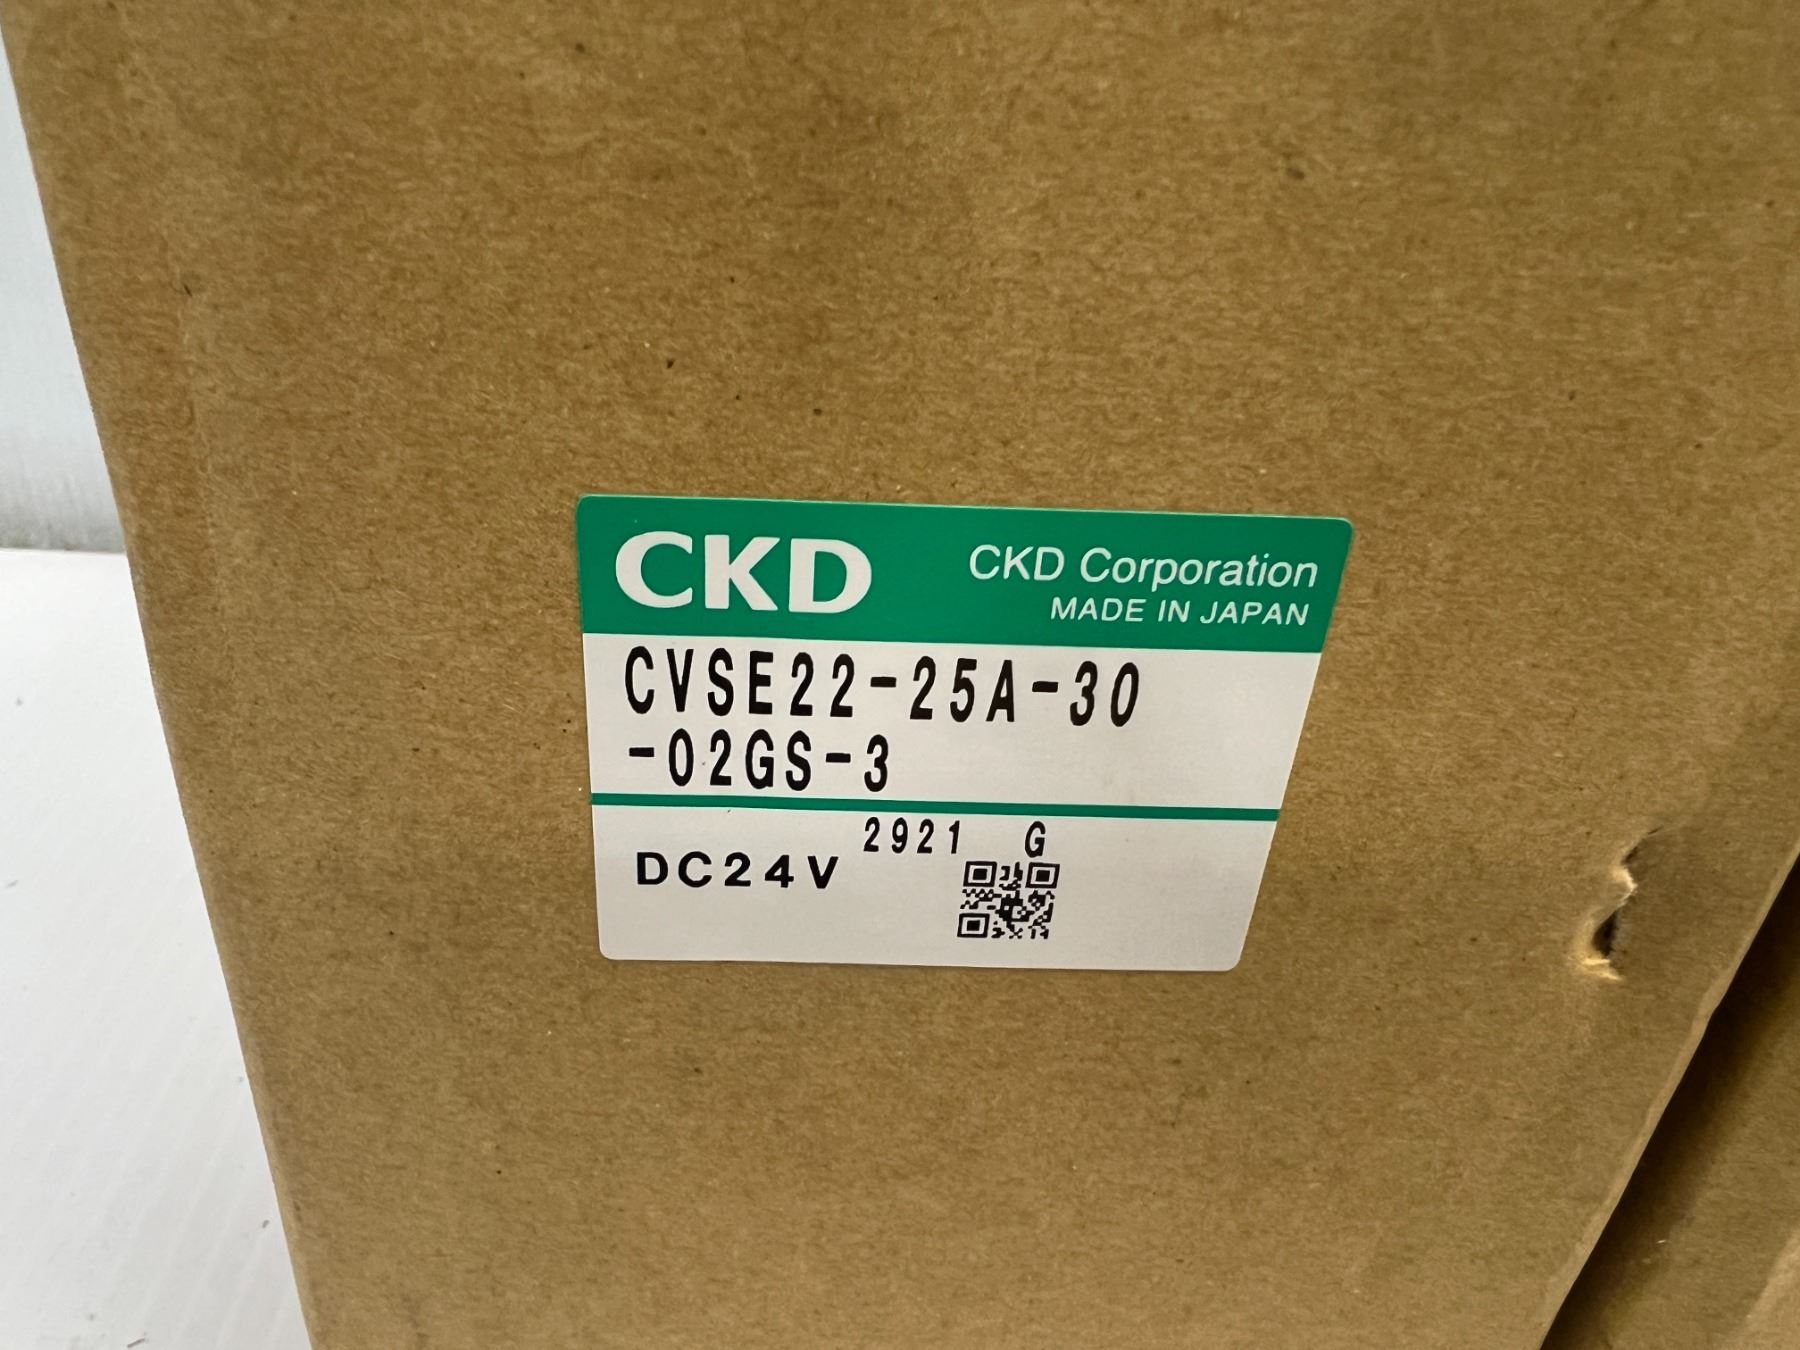 CKD
CKD Corporation
MADE IN JAPAN
CVSE22-25A-30
-02GS-3
2921 G
DC24V